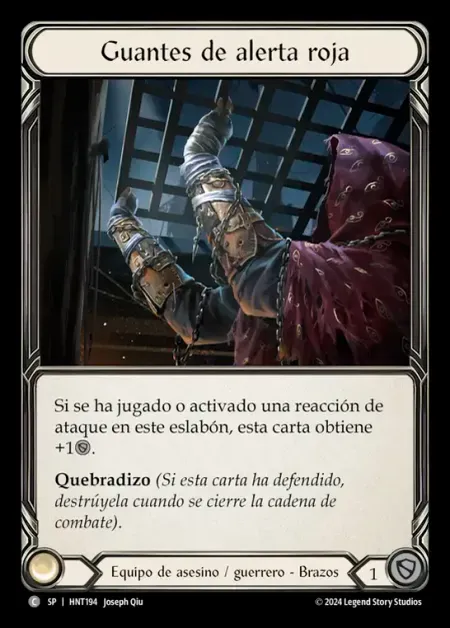 Guantes de alerta roja
Si se ha jugado o activado una reacción de
ataque en este eslabón, esta carta obtiene
+1.
Quebradizo (Si esta carta ha defendido,
destrúyela cuando se cierre la cadena de
combate).
Equipo de asesino / guerrero - Brazos
1
C SP | HNT194 Joseph Qiu
© 2024 Legend Story Studios